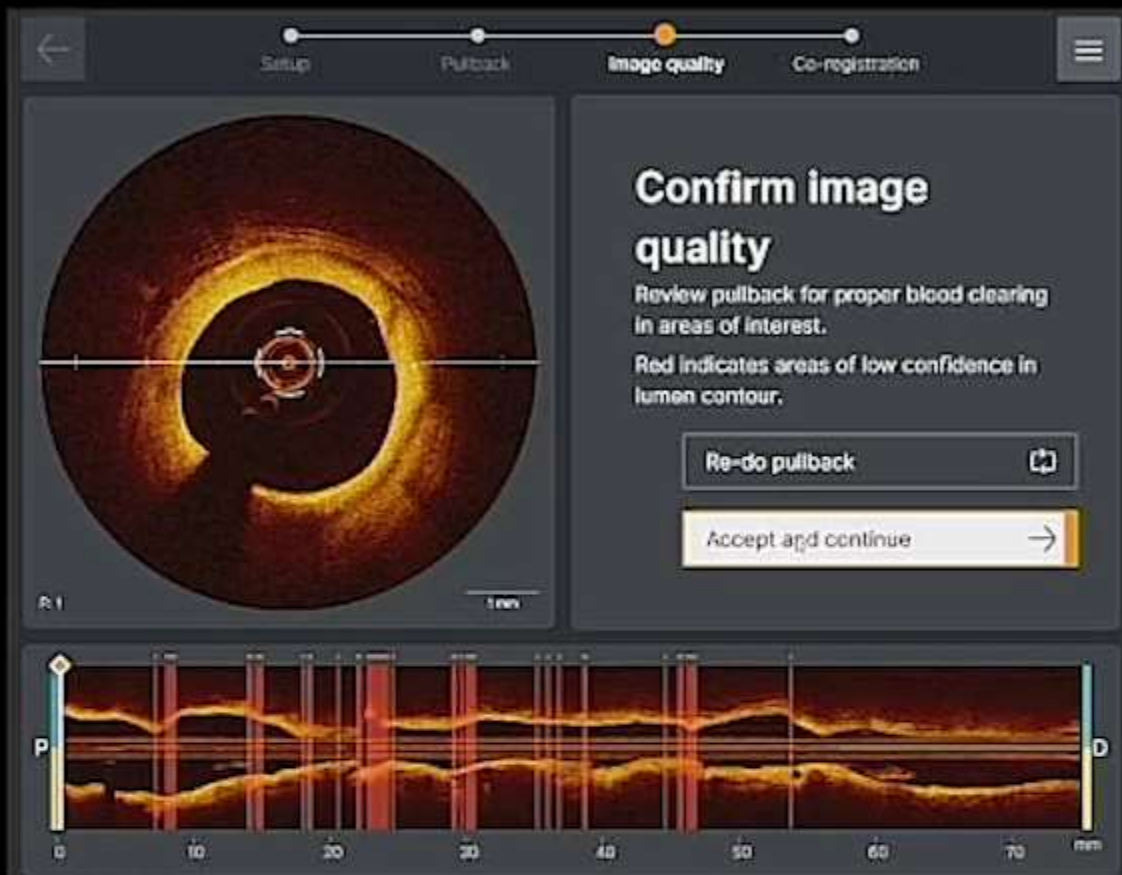 Setup
Pullback
Image quality
Co-registration
Confirm image
quality
Review pullback for proper blood clearing
in areas of interest.
Red indicates areas of low confidence in
lumen contour.
Re-do pullback
Accept and continue
1 mm
P
D
0
10
20
30
40
50
60
70
mm